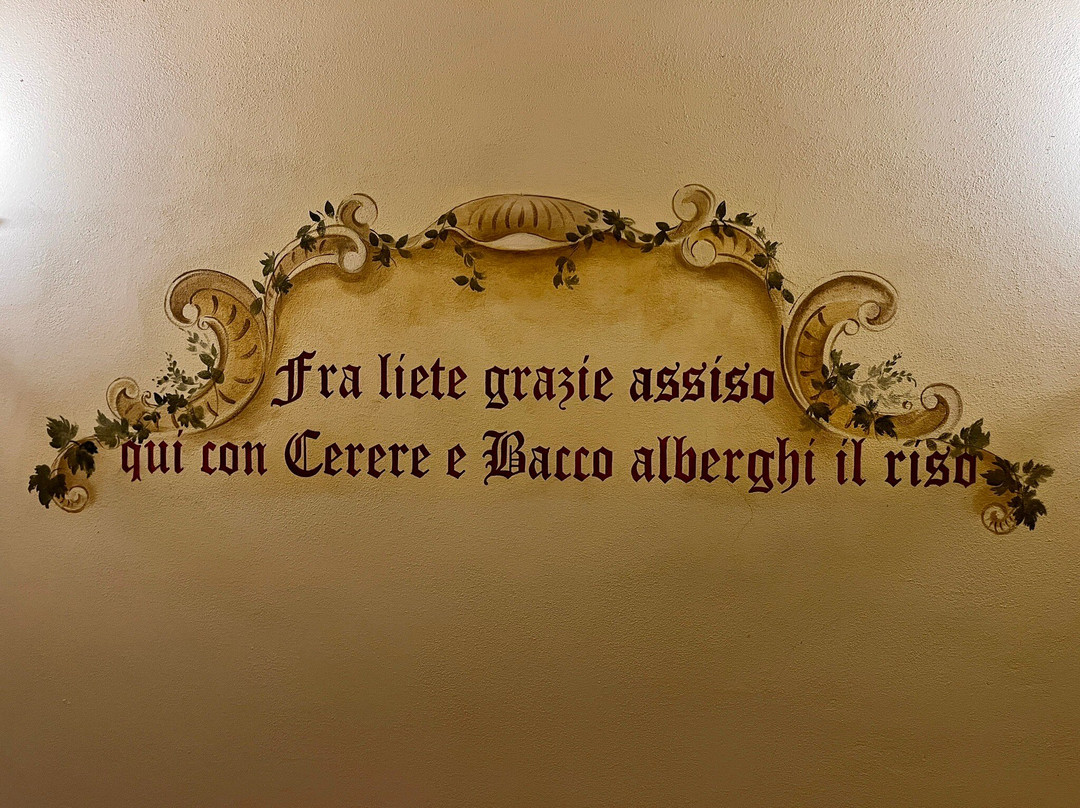 Fra liete grazie assiso
qui con Cerere e Bacco alberghi il riso